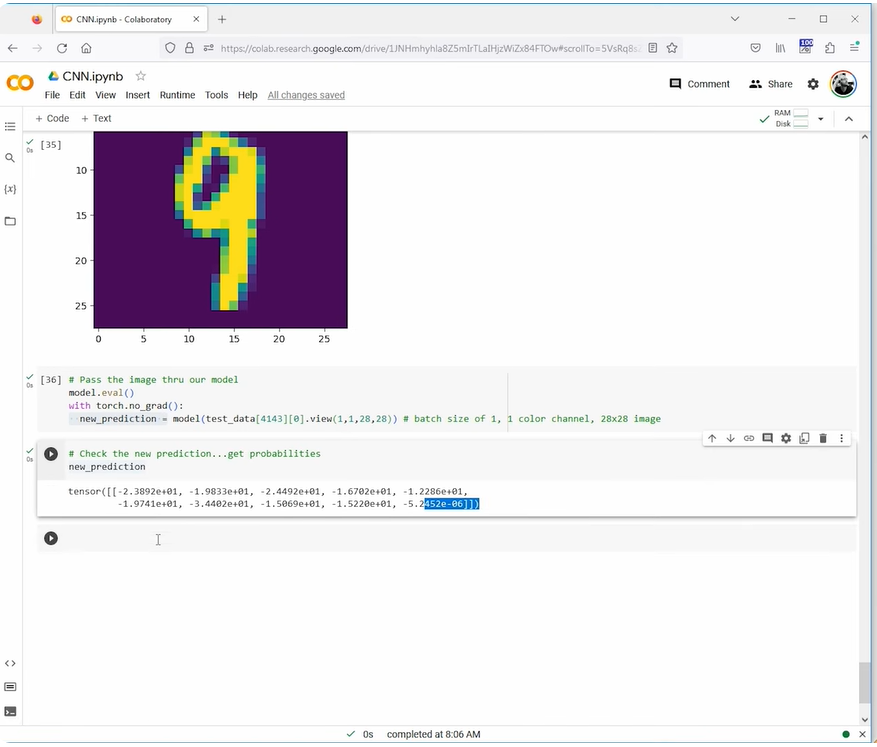 CNN.ipynb - Colaboratory
https://colab.research.google.com/drive/1JNHmhyhla8Z5mIrTLaIHjzWiZx84FTOw#scrollTo=5VsRq8s
100
CNN.ipynb
Comment
Share
File Edit View Insert Runtime Tools Help All changes saved
+ Code + Text
RAM
Disk
[35]
0s
10
15
20
25
0 5 10 15 20 25
[36] # Pass the image thru our model
0s
model.eval()
with torch.no_grad():
new_prediction = model(test_data[4143][0].view(1,1,28,28)) # batch size of 1, 1 color channel, 28x28 image
0s
# Check the new prediction...get probabilities
new_prediction
tensor([[-2.3892e+01, -1.9833e+01, -2.4492e+01, -1.6702e+01, -1.2286e+01,
-1.9741e+01, -3.4402e+01, -1.5069e+01, -1.5220e+01, -5.2452e-06]])
{x}
0s completed at 8:06 AM